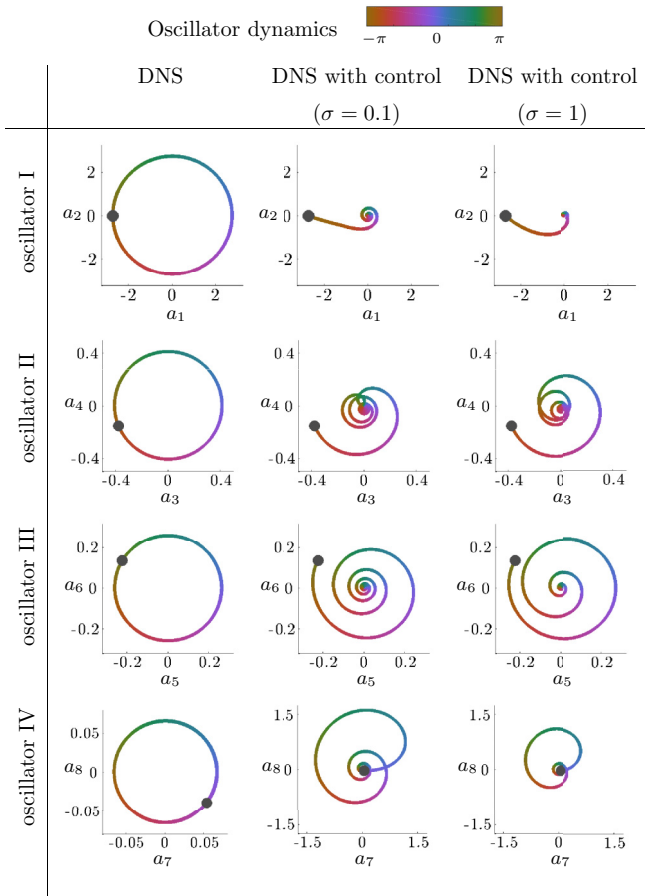 Oscillator dynamics
−π 0 π
DNS DNS with control DNS with control
(σ = 0.1) (σ = 1)
oscillator I
a2 2 0 -2
-2 0 2
a1
2 0 -2
a2
-2 0 2
a1
2 0 -2
a2
-2 0 2
a1
oscillator II
0.4
a4 0
-0.4
-0.4 0 0.4
a3
0.4
a4 0
-0.4
-0.4 0 0.4
a3
0.4
a4 0
-0.4
-0.4 0 0.4
a3
oscillator III
0.2
a6 0
-0.2
-0.2 0 0.2
a5
0.2
a6 0
-0.2
-0.2 0 0.2
a5
0.2
a6 0
-0.2
-0.2 0 0.2
a5
oscillator IV
0.05
a8 0
-0.05
-0.05 0 0.05
a7
1.5
a8 0
-1.5
-1.5 0 1.5
a7
1.5
a8 0
-1.5
-1.5 0 1.5
a7